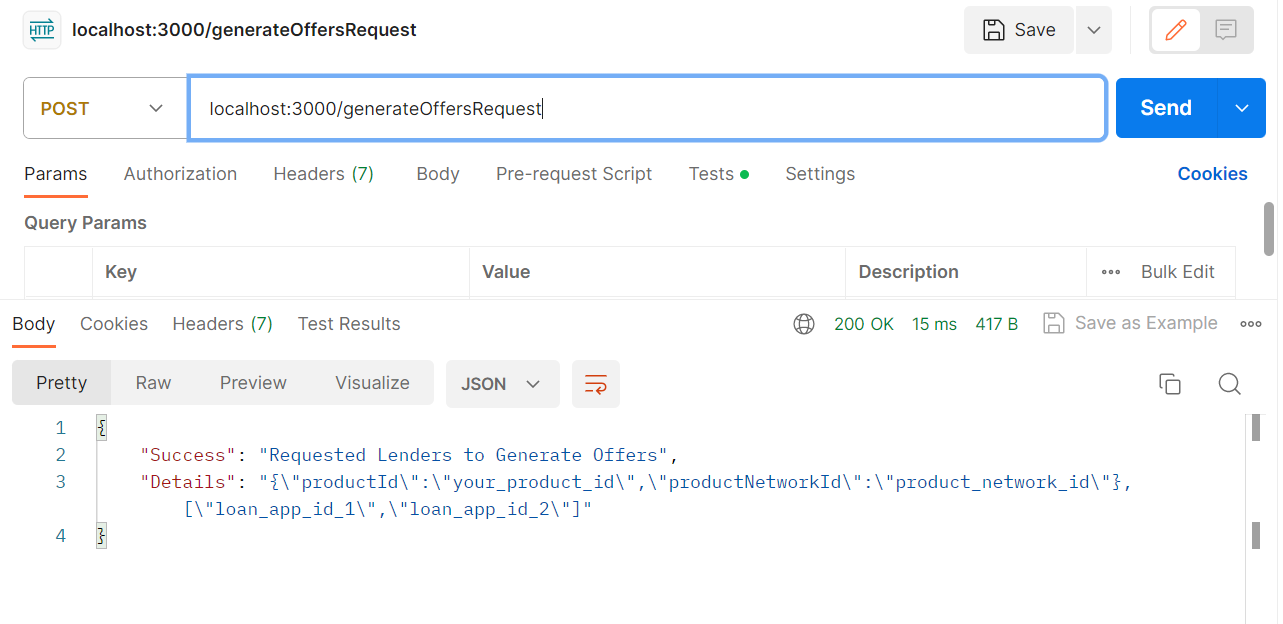 HTTP localhost:3000/generateOffersRequest Save
POST localhost:3000/generateOffersRequest Send
Params Authorization Headers (7) Body Pre-request Script Tests Settings Cookies
Query Params
Key Value Description Bulk Edit
Body Cookies Headers (7) Test Results 200 OK 15 ms 417 B Save as Example
Pretty Raw Preview Visualize JSON
1 {
2 "Success": "Requested Lenders to Generate Offers",
3 "Details": "{\"productId\":\"your_product_id\",\"productNetworkId\":\"product_network_id\"},
[\"loan_app_id_1\",\"loan_app_id_2\"]"
4 }